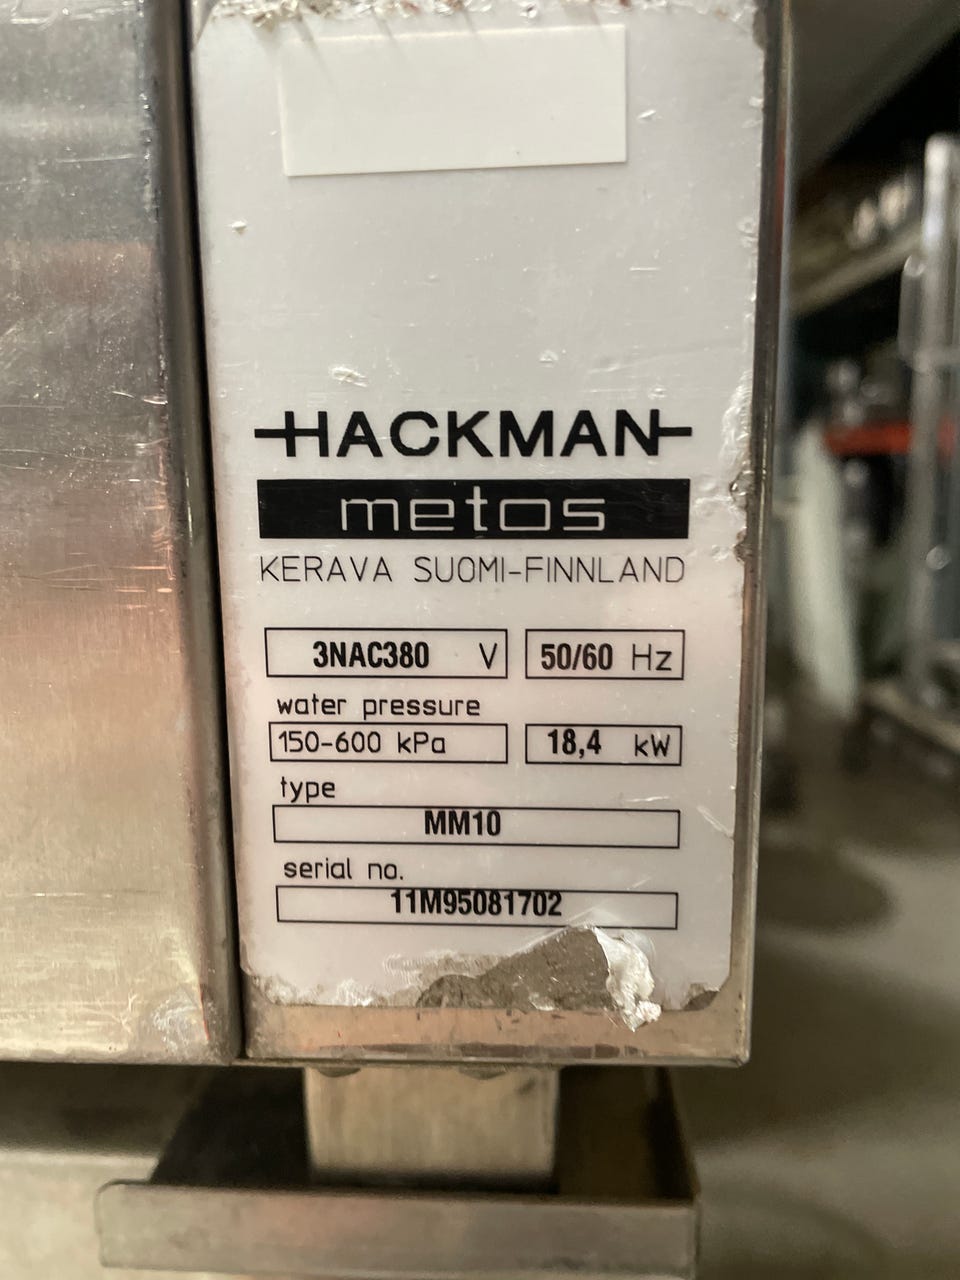 HACKMAN
metos
KERAVA SUOMI-FINNLAND
3NAC380 V 50/60 Hz
water pressure
150-600 kPa 18,4 kW
type
MM10
serial no.
11M95081702